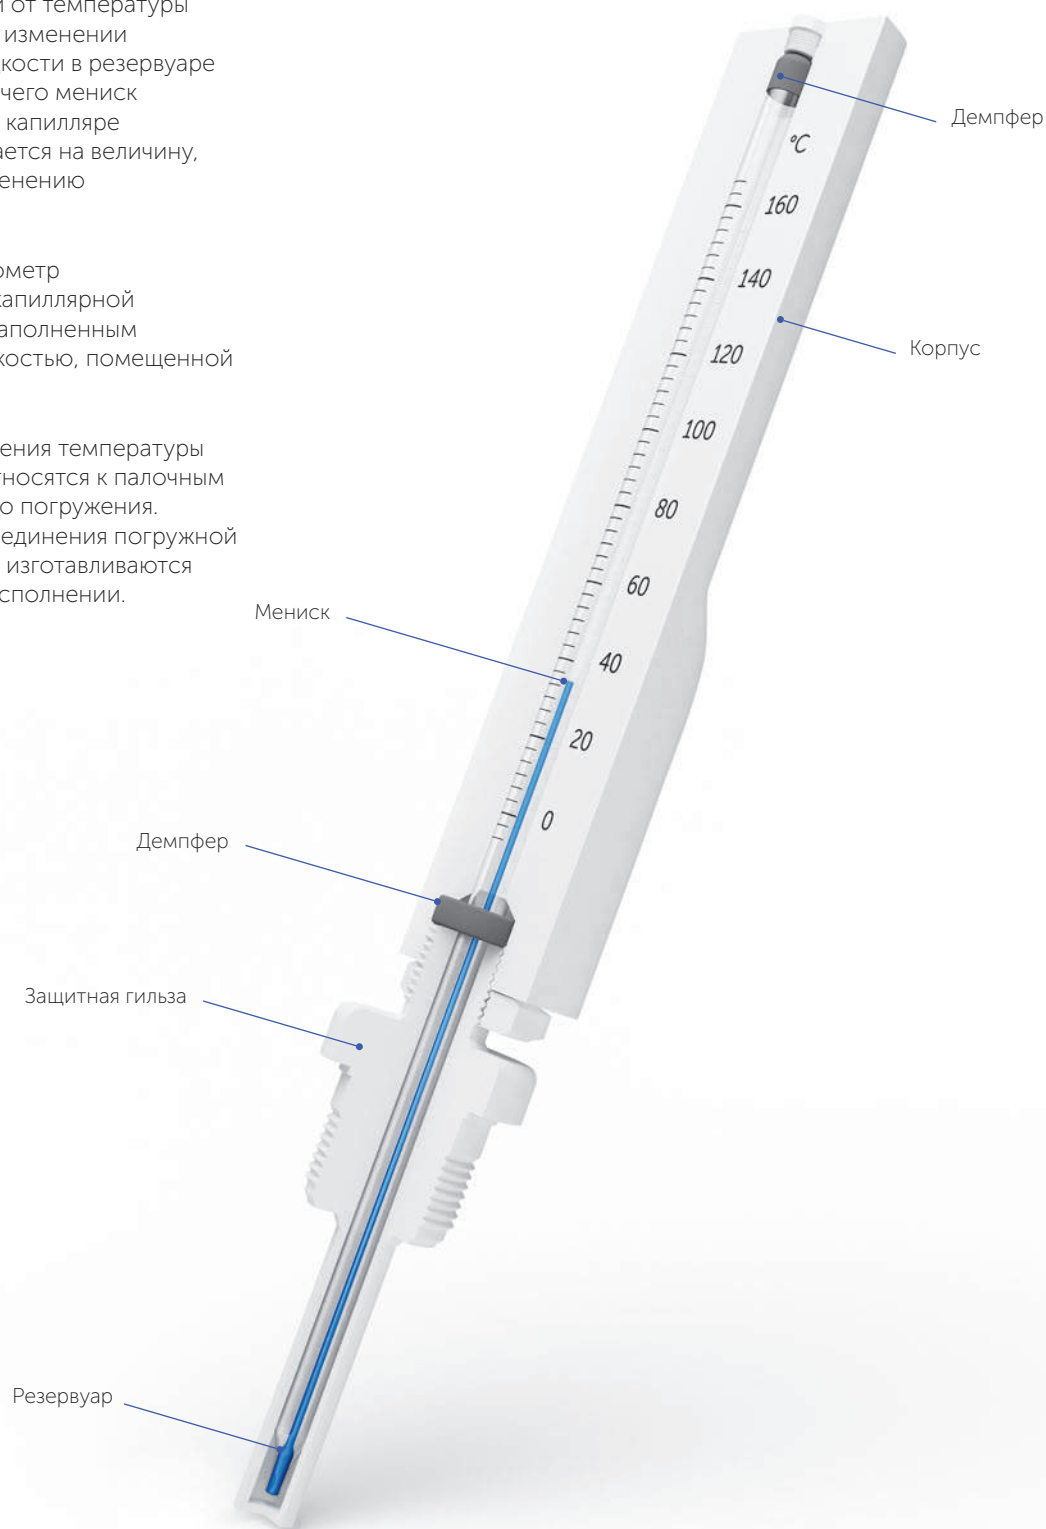 и от температуры
изменении
кости в резервуаре
чего мениск
капилляре
ается на величину,
енению
ометр
капиллярной
аполненным
костью, помещенной
ения температуры
тносятся к палочным
о погружения.
единения погружной
изготавливаются
сполнении.
Демпфер
°C
160
140
Корпус
120
100
80
60
Мениск
40
20
0
Демпфер
Защитная гильза
Резервуар